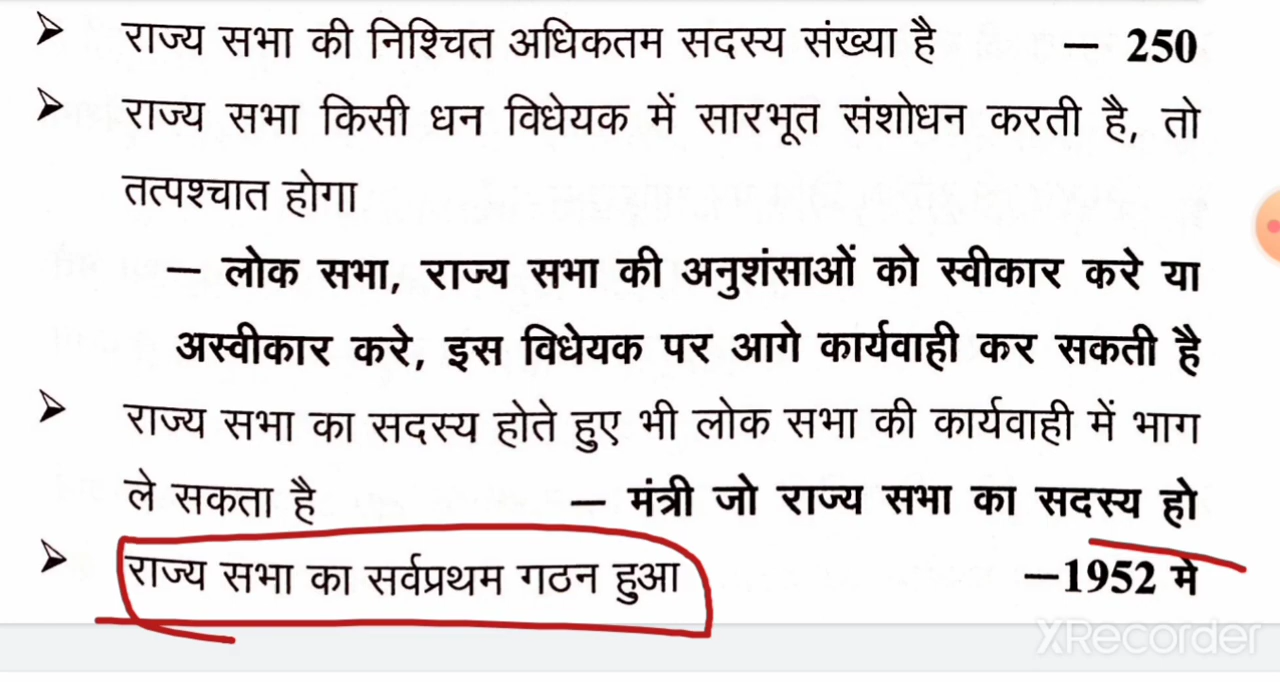 ➢ राज्य सभा की निश्चित अधिकतम सदस्य संख्या है – 250
➢ राज्य सभा किसी धन विधेयक में सारभूत संशोधन करती है, तो
तत्पश्चात होगा
– लोक सभा, राज्य सभा की अनुशंसाओं को स्वीकार करे या
अस्वीकार करे, इस विधेयक पर आगे कार्यवाही कर सकती है
➢ राज्य सभा का सदस्य होते हुए भी लोक सभा की कार्यवाही में भाग
ले सकता है – मंत्री जो राज्य सभा का सदस्य हो
➢ राज्य सभा का सर्वप्रथम गठन हुआ –1952 मे
XRecorder